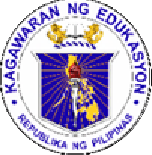 KAGAWARAN NG EDUKASYON
REPUBLIKA NG PILIPINAS